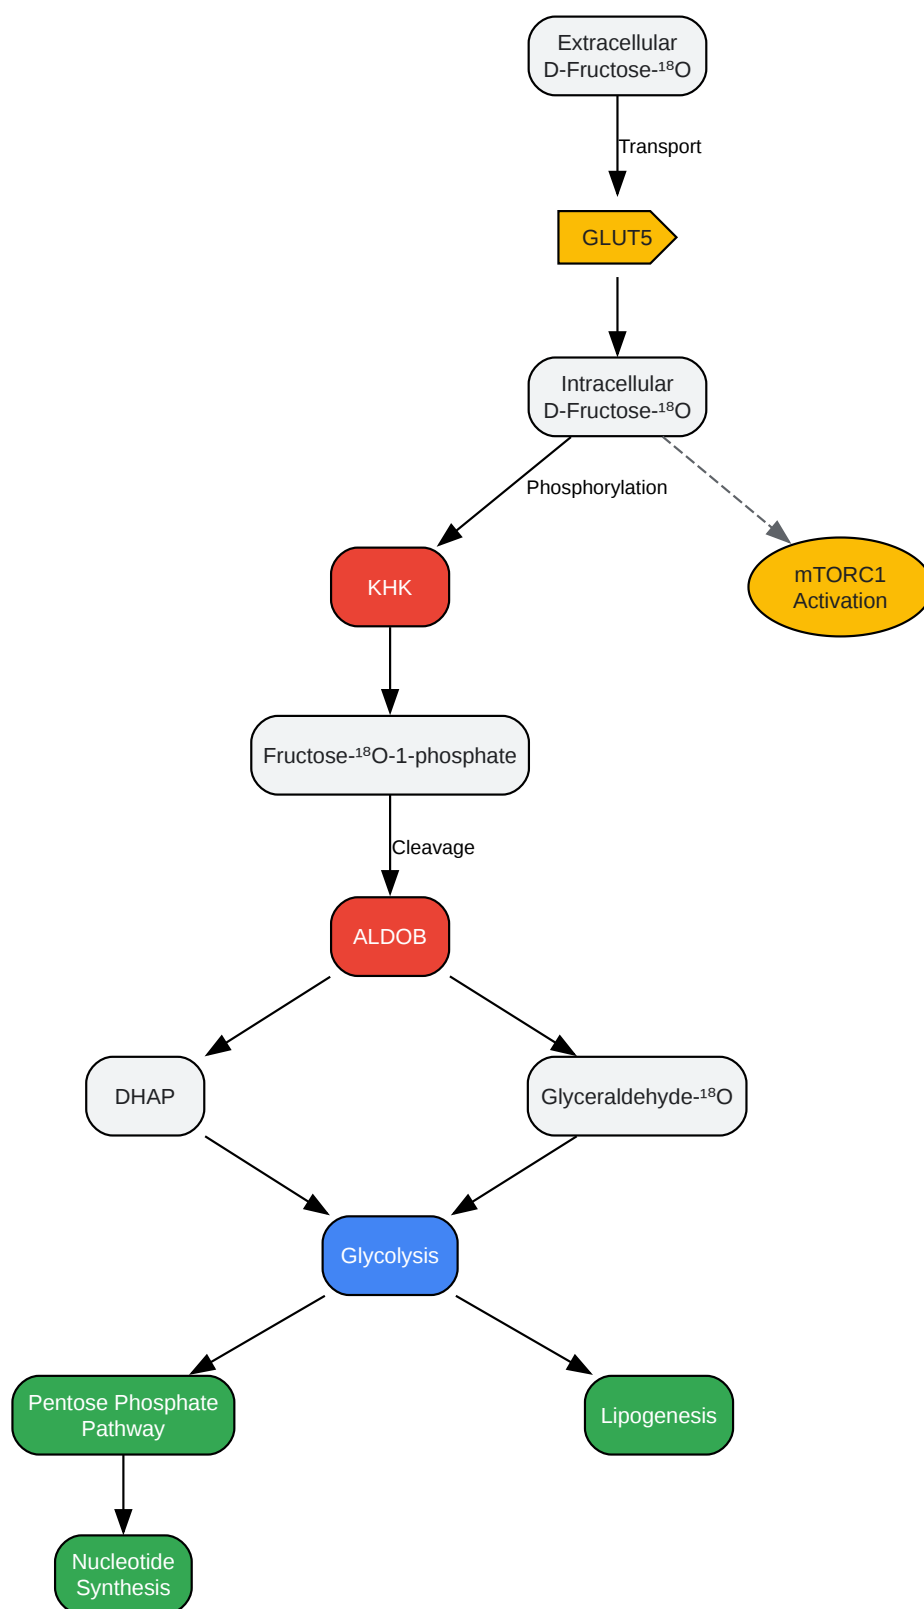 Extracellular
D-Fructose-¹⁸O
Transport
GLUT5
Intracellular
D-Fructose-¹⁸O
Phosphorylation
KHK
mTORC1
Activation
Fructose-¹⁸O-1-phosphate
Cleavage
ALDOB
DHAP
Glyceraldehyde-¹⁸O
Glycolysis
Pentose Phosphate
Pathway
Lipogenesis
Nucleotide
Synthesis